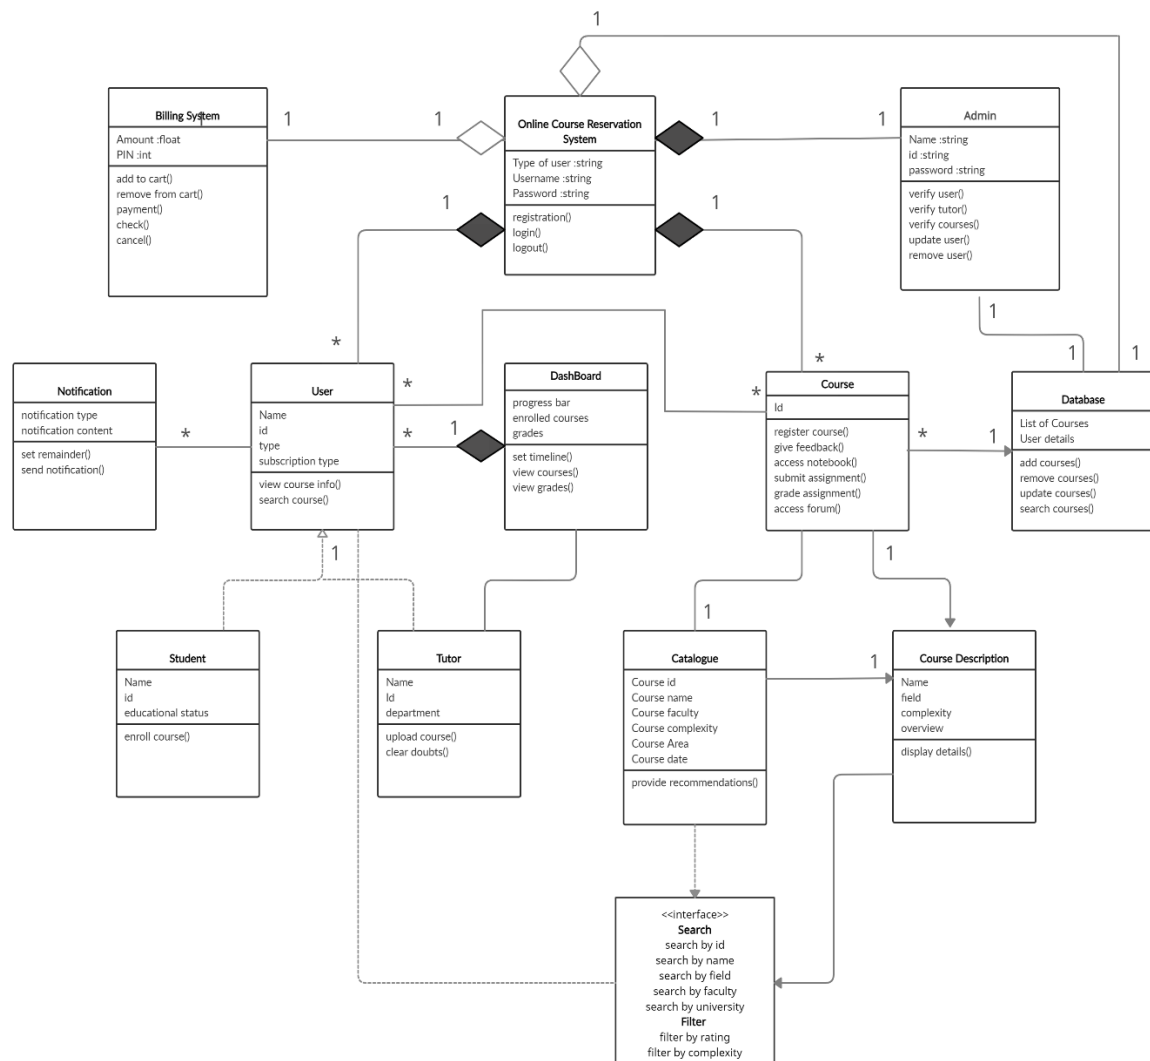 1
1
Billing System
1
Amount :float
PIN :int
add to cart()
remove from cart()
payment()
check()
cancel()
1
1
Online Course Reservation
System
Type of user :string
Username :string
Password :string
registration()
login()
logout()
1
1
Admin
Name :string
id :string
password :string
verify user()
verify tutor()
verify courses()
update user()
remove user()
1
1
*
*
1
1
1
Notification
notification type
notification content
set remainder()
send notification()
*
User
Name
id
type
subscription type
view course info()
search course()
*
*
1
DashBoard
progress bar
enrolled courses
grades
set timeline()
view courses()
view grades()
*
Course
Id
register course()
give feedback()
access notebook()
submit assignment()
grade assignment()
access forum()
*
1
Database
List of Courses
User details
add courses()
remove courses()
update courses()
search courses()
1
1
1
Student
Name
id
educational status
enroll course()
Tutor
Name
Id
department
upload course()
clear doubts()
Catalogue
Course id
Course name
Course faculty
Course complexity
Course Area
Course date
provide recommendations()
1
Course Description
Name
field
complexity
overview
display details()
<<interface>>
Search
search by id
search by name
search by field
search by faculty
search by university
Filter
filter by rating
filter by complexity